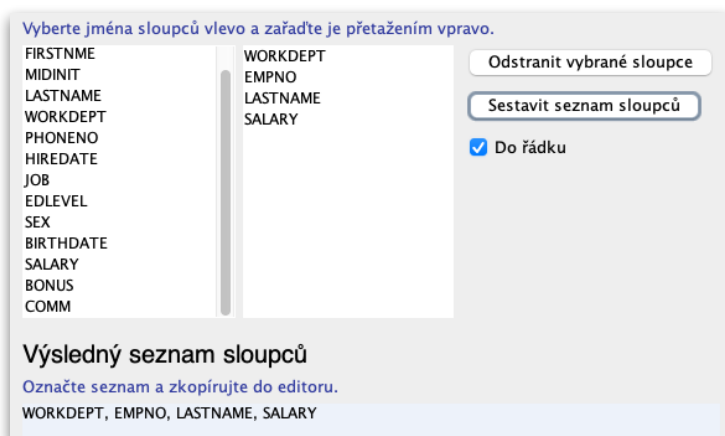 Vyberte jména sloupců vlevo a zařaďte je přetažením vpravo.
FIRSTNME
MIDINIT
LASTNAME
WORKDEPT
PHONENO
HIREDATE
JOB
EDLEVEL
SEX
BIRTHDATE
SALARY
BONUS
COMM
WORKDEPT
EMPNO
LASTNAME
SALARY
Odstranit vybrané sloupce
Sestavit seznam sloupců
Do řádku
Výsledný seznam sloupců
Označte seznam a zkopírujte do editoru.
WORKDEPT, EMPNO, LASTNAME, SALARY